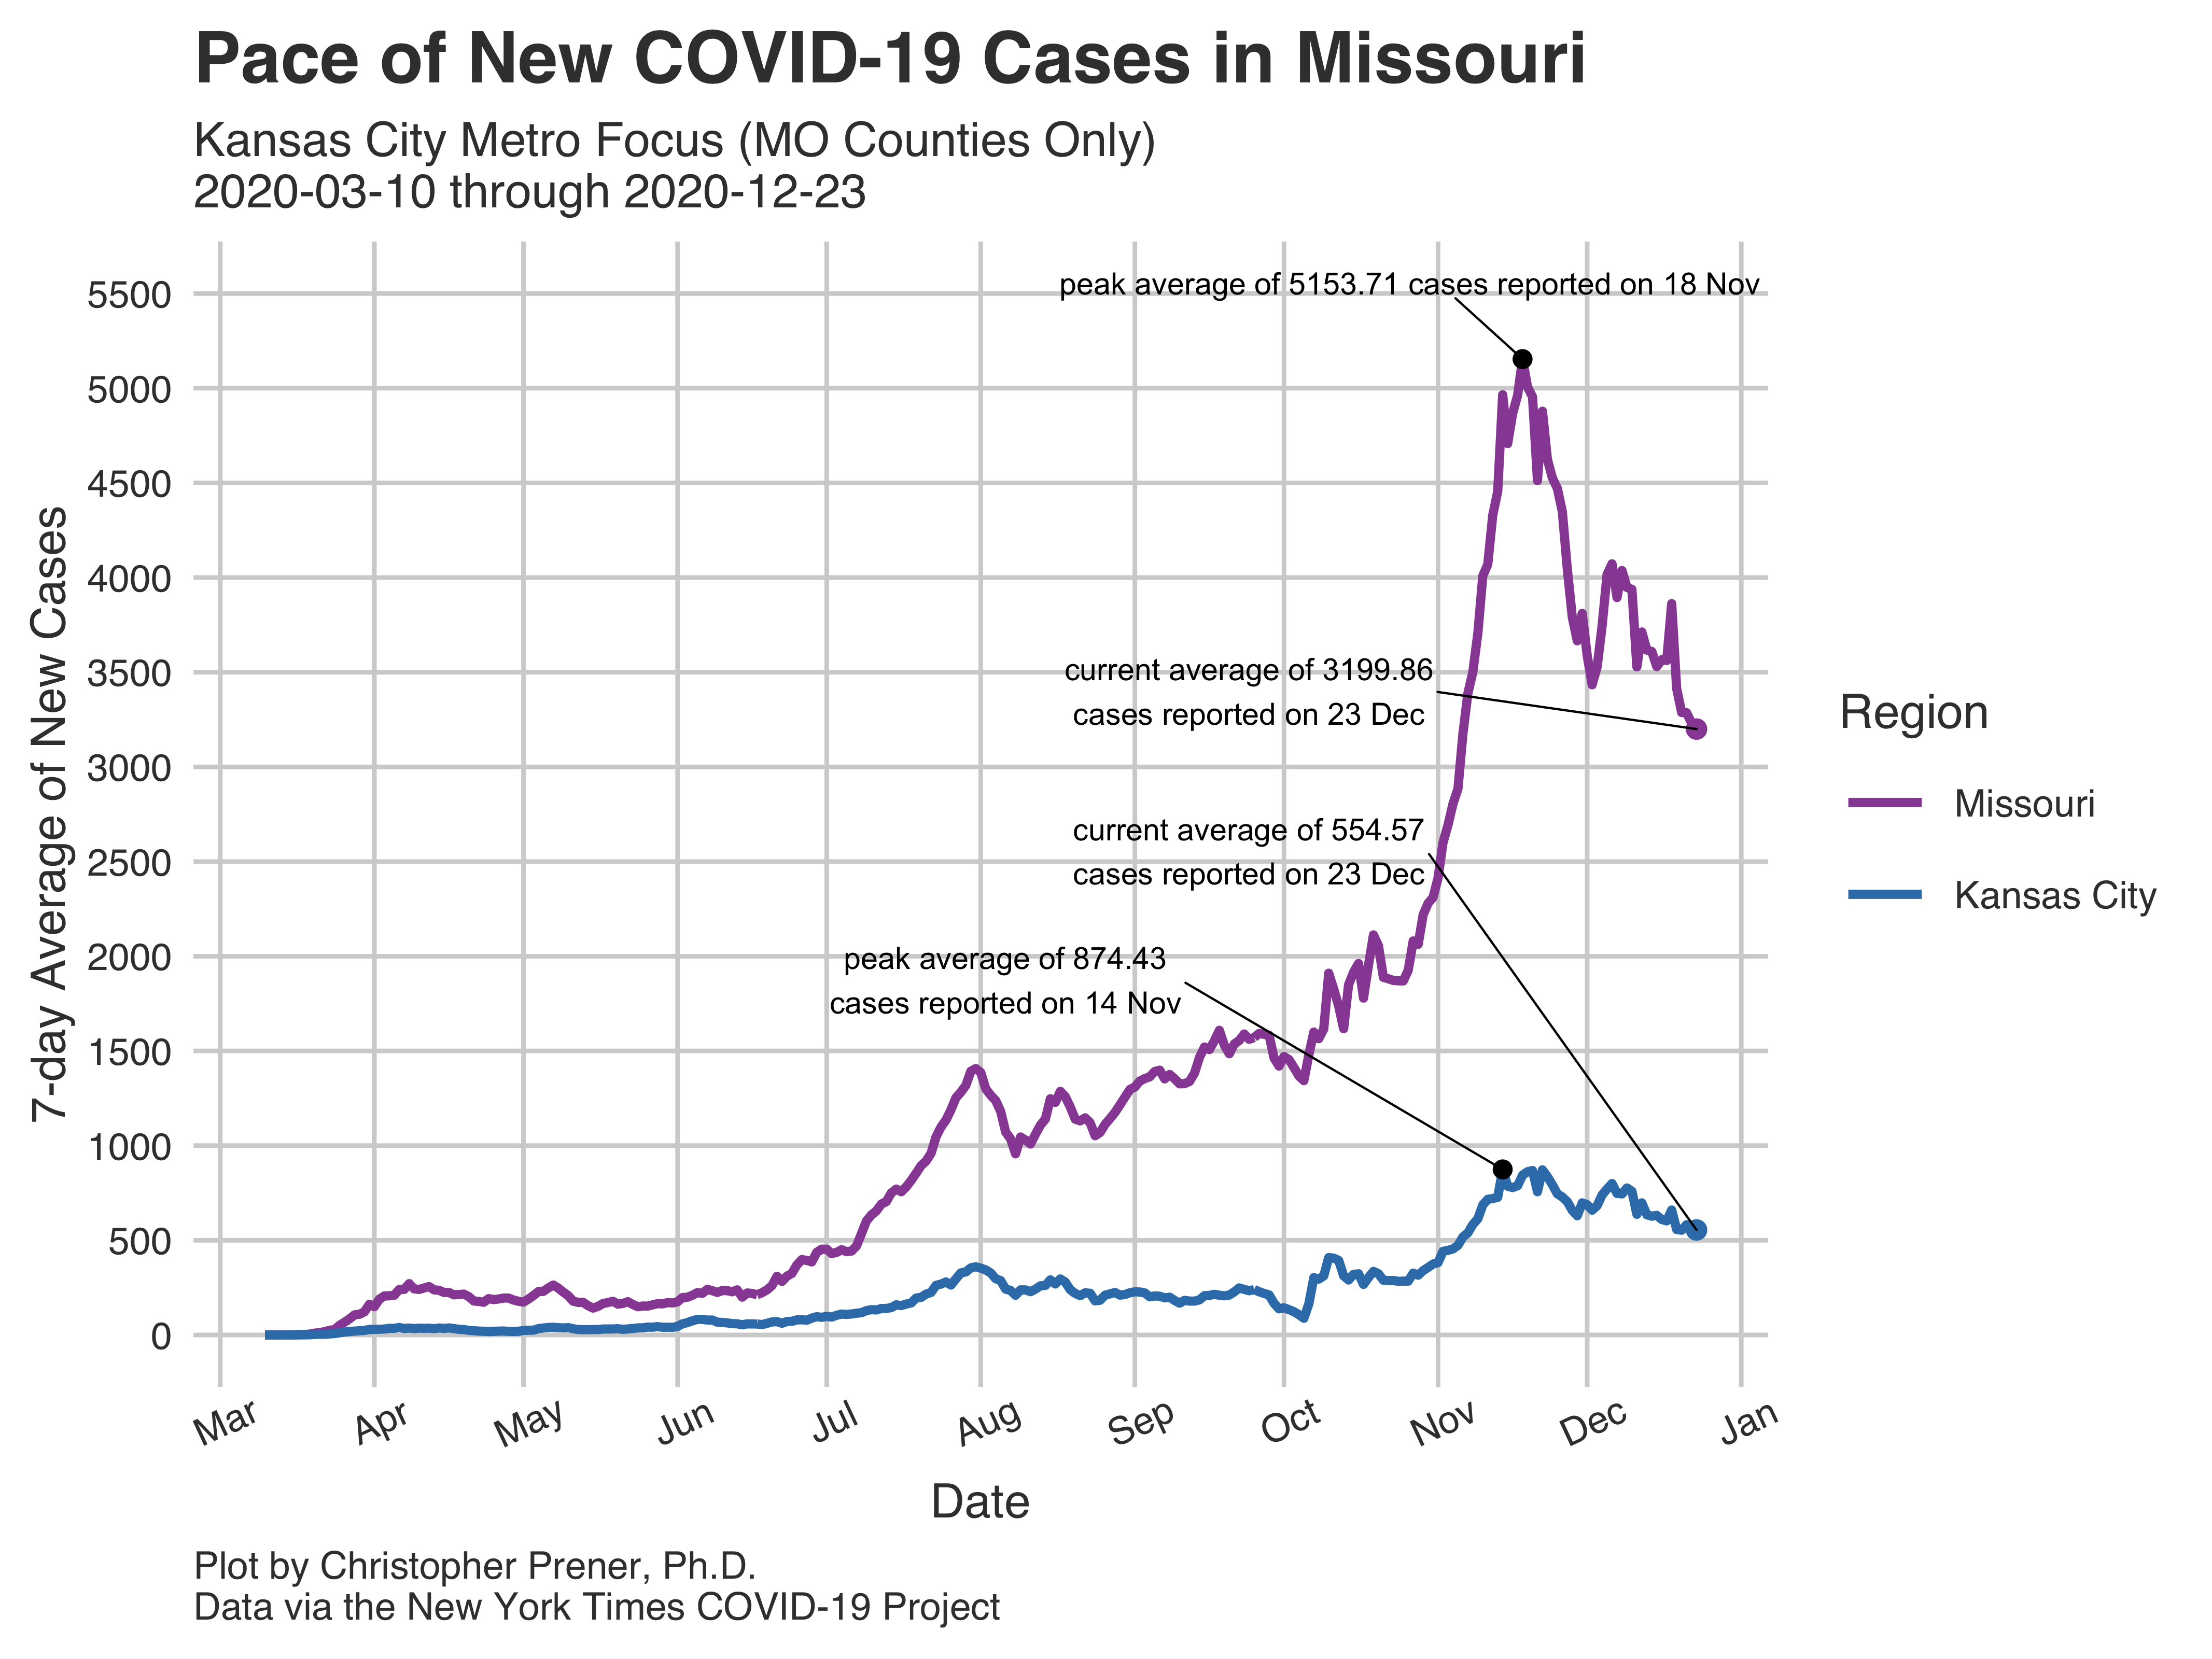 Pace of New COVID-19 Cases in Missouri
Kansas City Metro Focus (MO Counties Only)
2020-03-10 through 2020-12-23
7-day Average of New Cases
5500
5000
4500
4000
3500
3000
2500
2000
1500
1000
500
0
peak average of 5153.71 cases reported on 18 Nov
current average of 3199.86
cases reported on 23 Dec
current average of 554.57
cases reported on 23 Dec
peak average of 874.43
cases reported on 14 Nov
Region
Missouri
Kansas City
Mar Apr May Jun Jul Aug Sep Oct Nov Dec Jan
Date
Plot by Christopher Prener, Ph.D.
Data via the New York Times COVID-19 Project